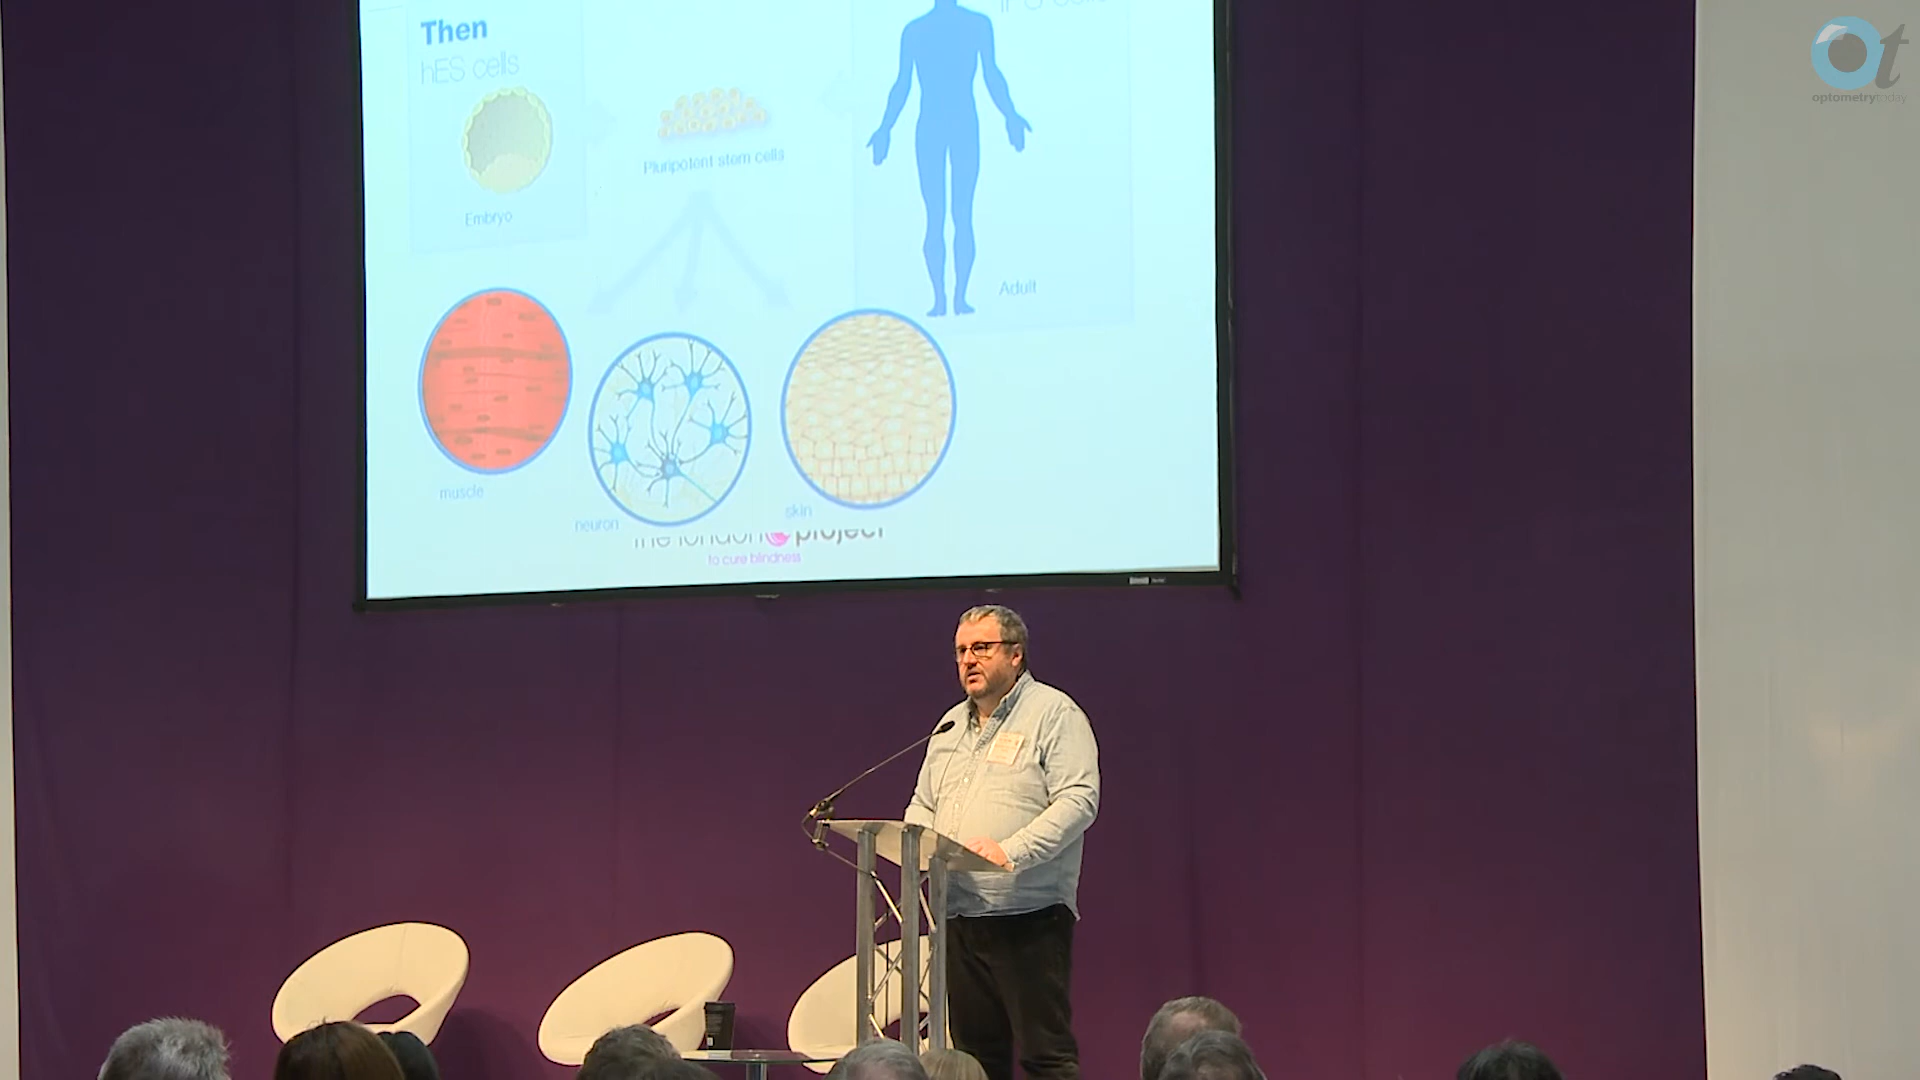 Then
hES cells
Embryo
Pluripotent stem cells
Adult
muscle
neuron
skin
the london project
to cure blindness
optometry today